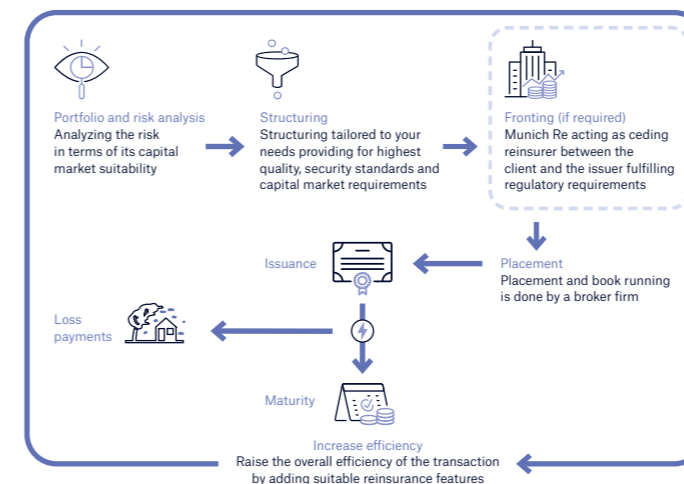 Portfolio and risk analysis
Analyzing the risk
in terms of its capital
market suitability
Structuring
Structuring tailored to your
needs providing for highest
quality, security standards and
capital market requirements
Fronting (if required)
Munich Re acting as ceding
reinsurer between the
client and the issuer fulfilling
regulatory requirements
Placement
Placement and book running
is done by a broker firm
Issuance
Loss
payments
Maturity
Increase efficiency
Raise the overall efficiency of the transaction
by adding suitable reinsurance features